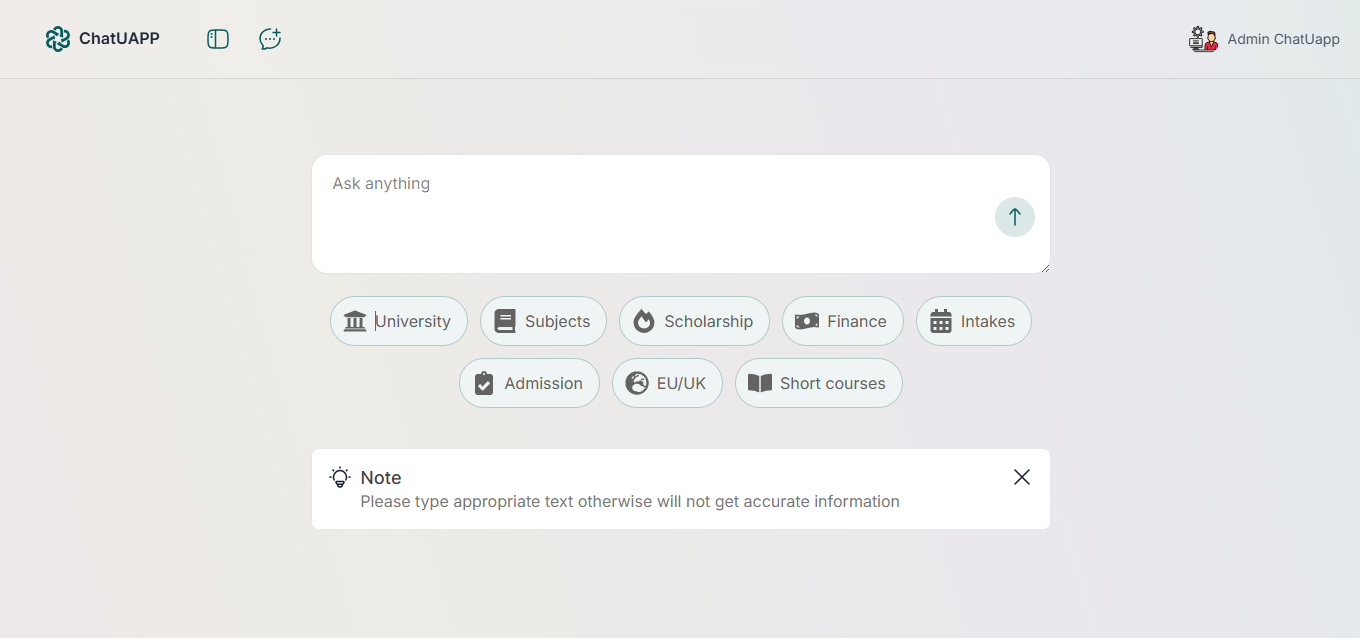 ChatUAPP
Admin ChatUapp
Ask anything
University Subjects Scholarship Finance Intakes
Admission EU/UK Short courses
Note
Please type appropriate text otherwise will not get accurate information